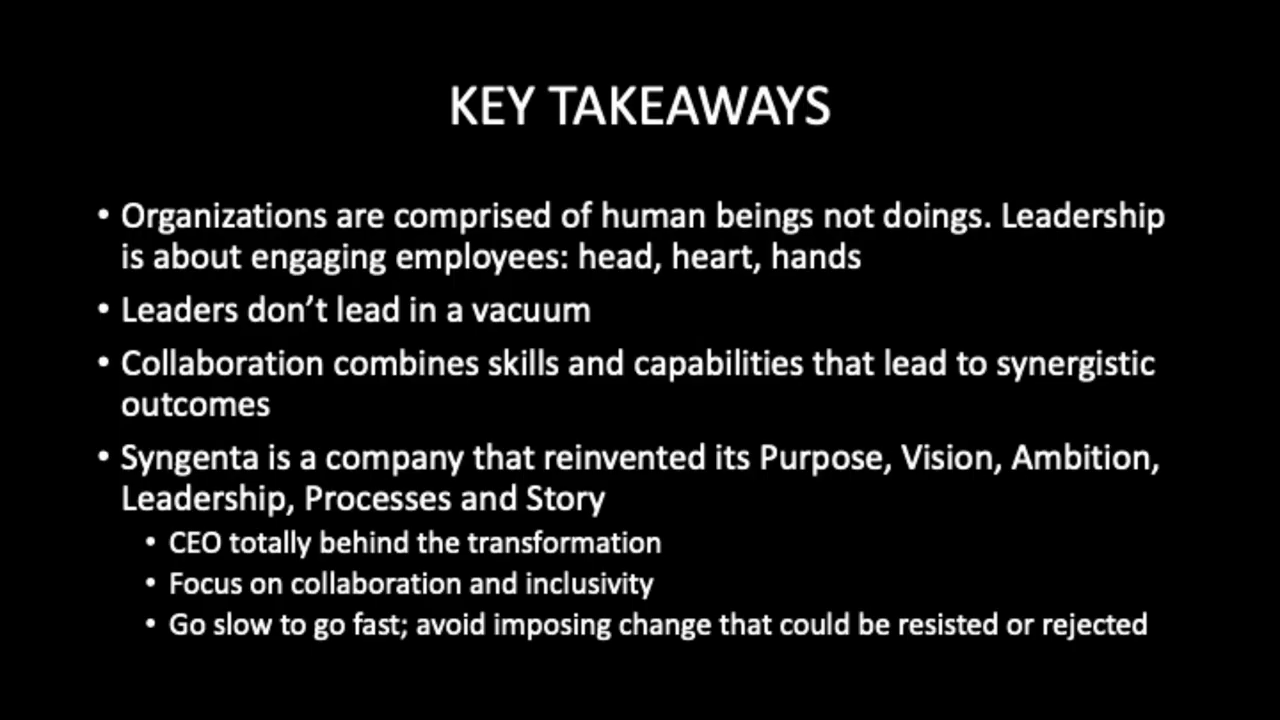 KEY TAKEAWAYS
• Organizations are comprised of human beings not doings. Leadership
is about engaging employees: head, heart, hands
• Leaders don’t lead in a vacuum
• Collaboration combines skills and capabilities that lead to synergistic
outcomes
• Syngenta is a company that reinvented its Purpose, Vision, Ambition,
Leadership, Processes and Story
• CEO totally behind the transformation
• Focus on collaboration and inclusivity
• Go slow to go fast; avoid imposing change that could be resisted or rejected